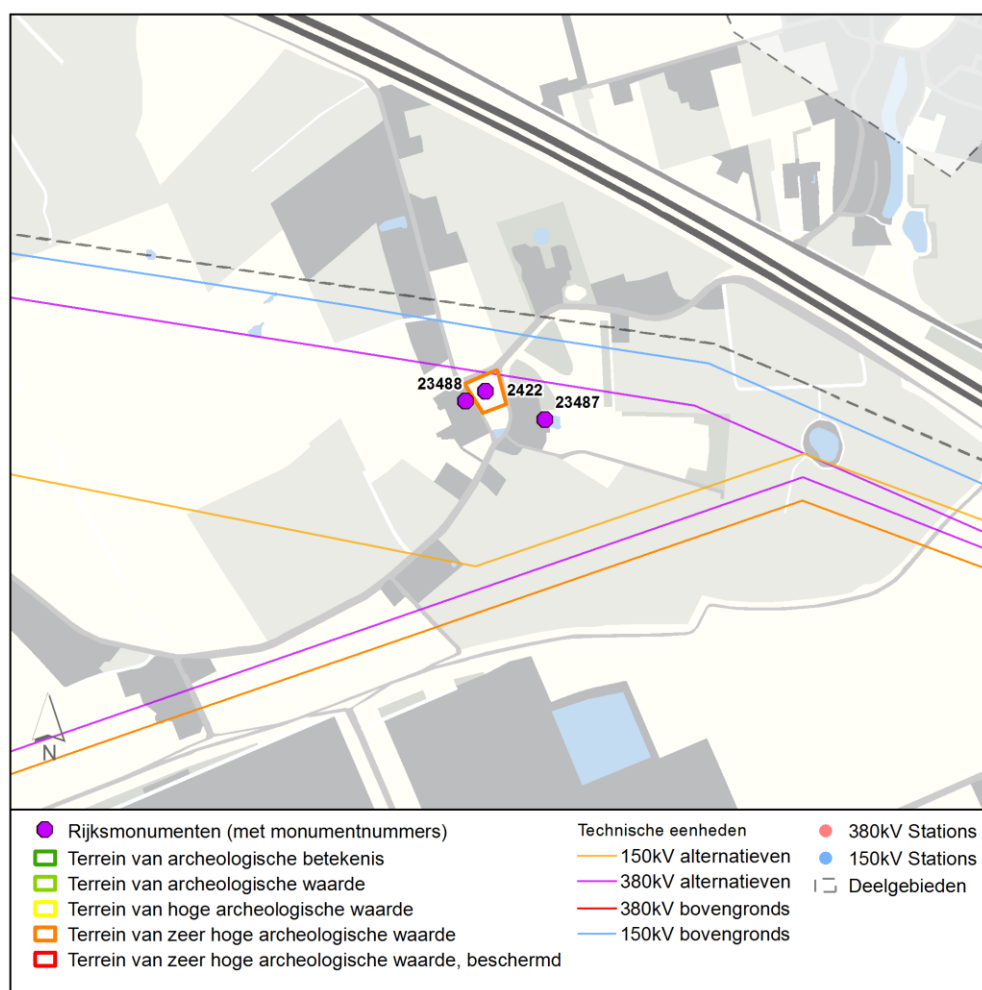 23488
2422
23487
N
Rijksmonumenten (met monumentnummers)
Terrein van archeologische betekenis
Terrein van archeologische waarde
Terrein van hoge archeologische waarde
Terrein van zeer hoge archeologische waarde
Terrein van zeer hoge archeologische waarde, beschermd
Technische eenheden
150kV alternatieven
380kV alternatieven
380kV bovengronds
150kV bovengronds
380kV Stations
150kV Stations
Deelgebieden